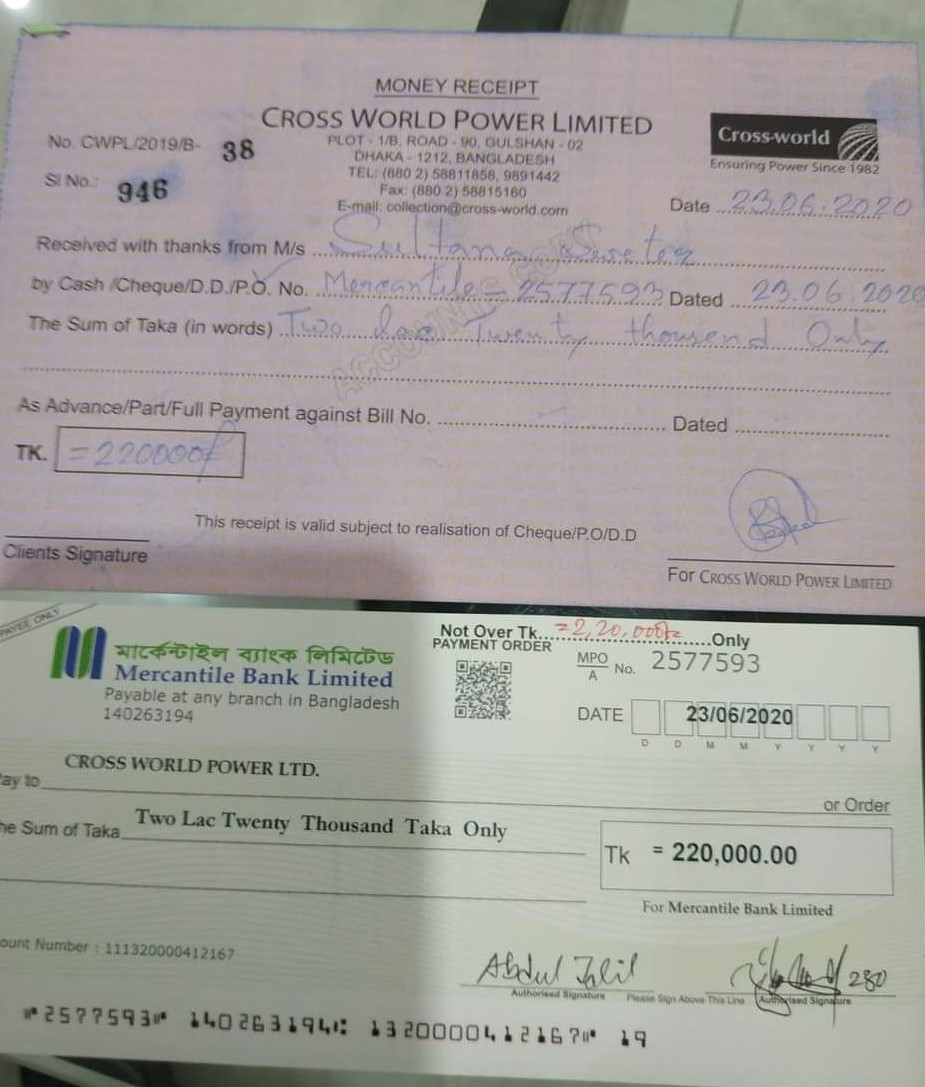 MONEY RECEIPT
CROSS WORLD POWER LIMITED
PLOT - 1/B, ROAD - 90, GULSHAN - 02
DHAKA - 1212, BANGLADESH
TEL: (880 2) 58811858, 9891442
Fax: (880 2) 58815160
E-mail: collection@cross-world.com
Cross-world
Ensuring Power Since 1982
No. CWPL/2019/B- 38
Sl No.: 946
Date 23.06.2020
Received with thanks from M/s Sultana
by Cash /Cheque/D.D./P.O. No. Mercantile - 2577593 Dated 23.06.2020
The Sum of Taka (in words) Two lac Twenty thousand Only
ACCOUNTS COPY
As Advance/Part/Full Payment against Bill No. Dated
TK. =220000/
This receipt is valid subject to realisation of Cheque/P.O/D.D
Clients Signature
For CROSS WORLD POWER LIMITED
PAYEE ONLY
মার্কেন্টাইল ব্যাংক লিমিটেড
Mercantile Bank Limited
Payable at any branch in Bangladesh
140263194
Not Over Tk. =2,20,000/= Only
PAYMENT ORDER
MPO/A No. 2577593
DATE 23/06/2020
D D M M Y Y Y Y
CROSS WORLD POWER LTD.
ay to
or Order
he Sum of Taka Two Lac Twenty Thousand Taka Only
Tk = 220,000.00
For Mercantile Bank Limited
ount Number : 111320000412167
Abdul Jalil
280
Authorised Signature Please Sign Above This Line Authorised Signature
⑈2577593⑈ 140263194⑆ 1320000412167⑈ 19